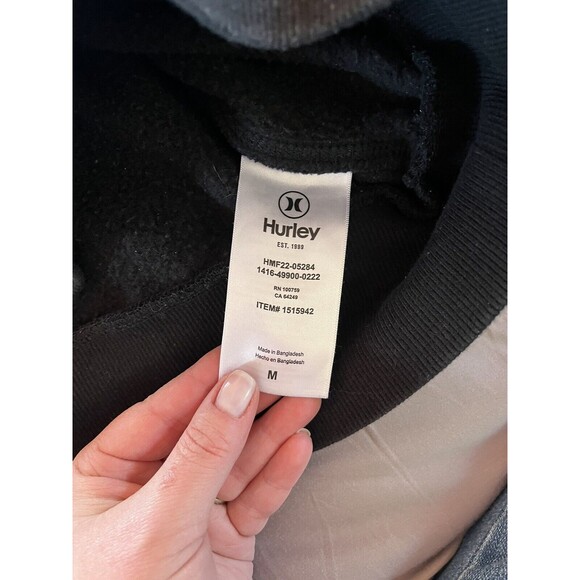 Hurley
EST. 1999
HMF22-05284
1416-49900-0222
RN 100759
CA 64249
ITEM# 1515942
Made in Bangladesh
Hecho en Bangladesh
M